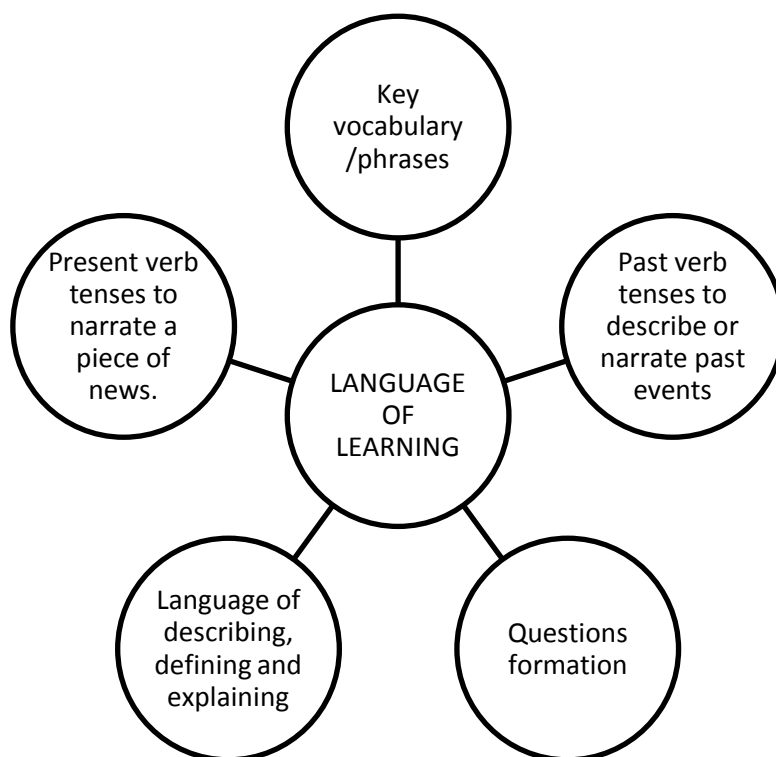 Key
vocabulary
/phrases
Present verb
tenses to
narrate a
piece of
news.
Past verb
tenses to
describe or
narrate past
events
LANGUAGE
OF
LEARNING
Language of
describing,
defining and
explaining
Questions
formation